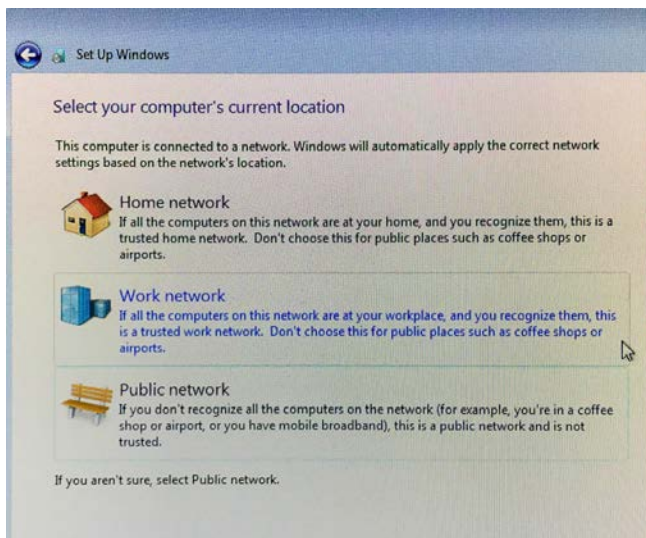 Set Up Windows
Select your computer's current location
This computer is connected to a network. Windows will automatically apply the correct network
settings based on the network's location.
Home network
If all the computers on this network are at your home, and you recognize them, this is a
trusted home network.  Don't choose this for public places such as coffee shops or
airports.
Work network
If all the computers on this network are at your workplace, and you recognize them, this
is a trusted work network.  Don't choose this for public places such as coffee shops or
airports.
Public network
If you don't recognize all the computers on the network (for example, you're in a coffee
shop or airport, or you have mobile broadband), this is a public network and is not
trusted.
If you aren't sure, select Public network.